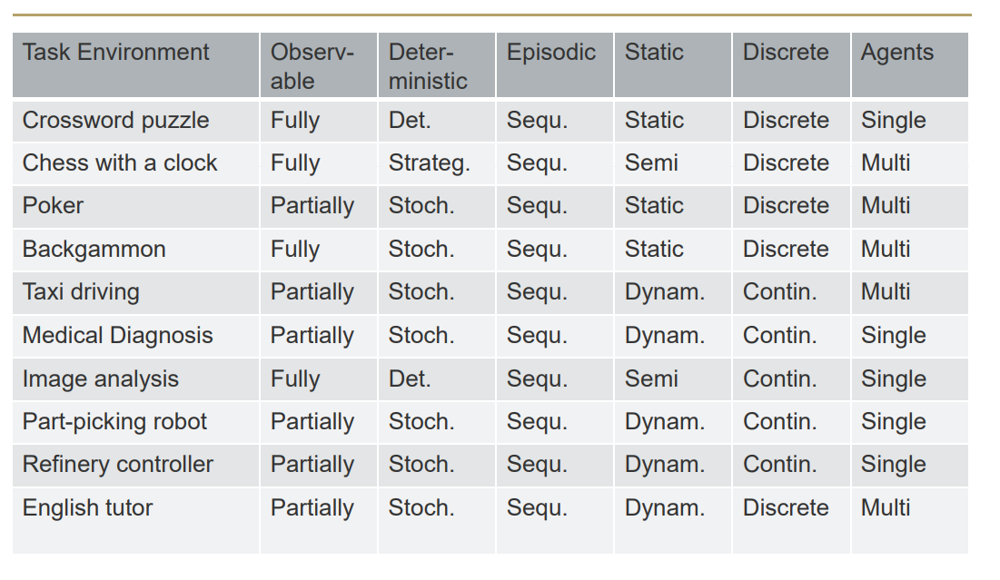 Task Environment Observ- Deter- Episodic Static Discrete Agents
able ministic
Crossword puzzle Fully Det. Sequ. Static Discrete Single
Chess with a clock Fully Strateg. Sequ. Semi Discrete Multi
Poker Partially Stoch. Sequ. Static Discrete Multi
Backgammon Fully Stoch. Sequ. Static Discrete Multi
Taxi driving Partially Stoch. Sequ. Dynam. Contin. Multi
Medical Diagnosis Partially Stoch. Sequ. Dynam. Contin. Single
Image analysis Fully Det. Sequ. Semi Contin. Single
Part-picking robot Partially Stoch. Sequ. Dynam. Contin. Single
Refinery controller Partially Stoch. Sequ. Dynam. Contin. Single
English tutor Partially Stoch. Sequ. Dynam. Discrete Multi